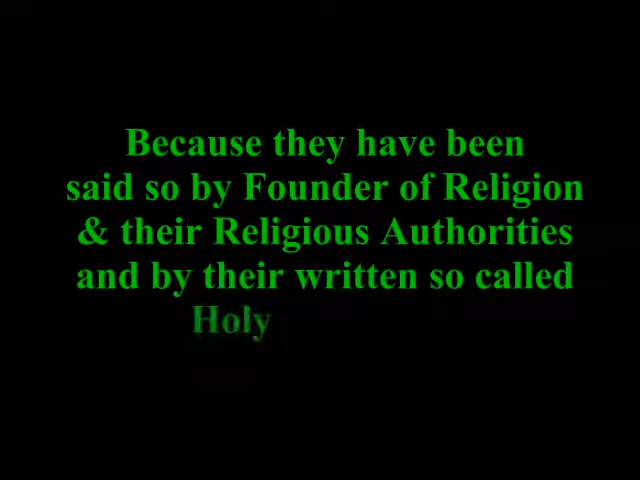 Because they have been
said so by Founder of Religion
& their Religious Authorities
and by their written so called
Holy